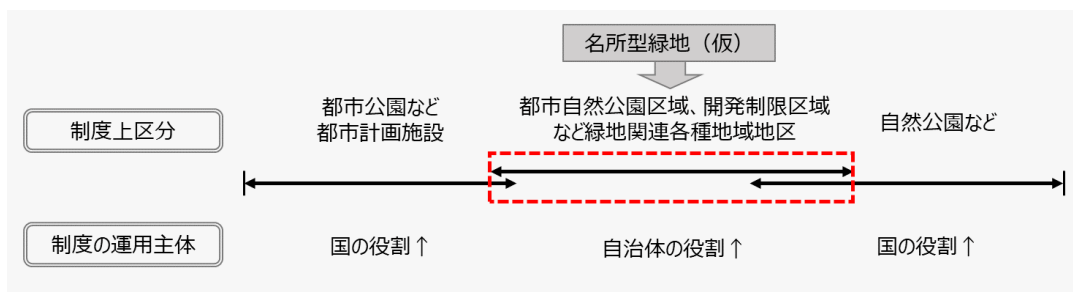 名所型緑地（仮）
制度上区分
都市公園など
都市計画施設
都市自然公園区域、開発制限区域
など緑地関連各種地域地区
自然公園など
制度の運用主体
国の役割↑
自治体の役割↑
国の役割↑